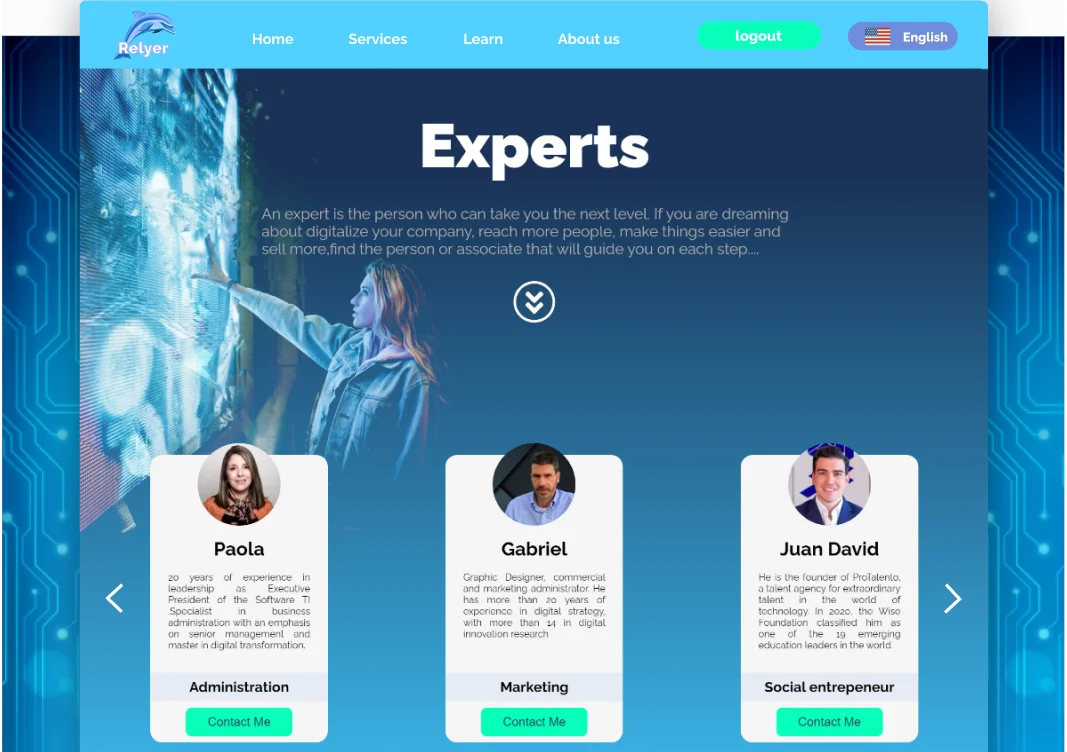 Relyer
Home Services Learn About us logout English
Experts
An expert is the person who can take you the next level. If you are dreaming
about digitalize your company, reach more people, make things easier and
sell more,find the person or associate that will guide you on each step....
Paola
20 years of experience in
leadership as Executive
President of the Software TI
.Specialist in business
administration with an emphasis
on senior management and
master in digital transformation.
Administration
Contact Me
Gabriel
Graphic Designer, commercial
and marketing administrator. He
has more than 20 years of
experience in digital strategy,
with more than 14 in digital
innovation research
Marketing
Contact Me
Juan David
He is the founder of ProTalento,
a talent agency for extraordinary
talent in the world of
technology. In 2020, the Wise
Foundation classified him as
one of the 19 emerging
education leaders in the world.
Social entrepeneur
Contact Me